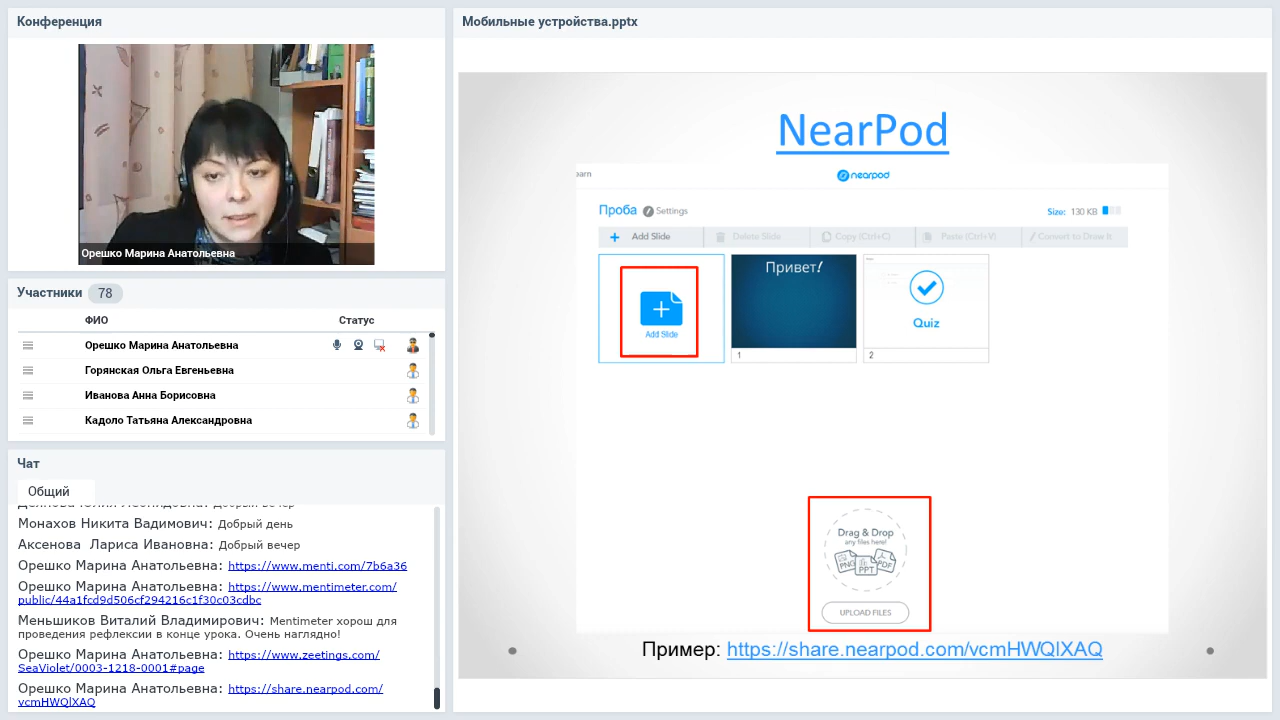 Конференция
Орешко Марина Анатольевна
Участники 78
ФИО Статус
Орешко Марина Анатольевна
Горянская Ольга Евгеньевна
Иванова Анна Борисовна
Кадоло Татьяна Александровна
Чат
Общий
Монахов Никита Вадимович: Добрый день
Аксенова Лариса Ивановна: Добрый вечер
Орешко Марина Анатольевна: https://www.menti.com/7b6a36
Орешко Марина Анатольевна: https://www.mentimeter.com/
public/44a1fcd9d506cf294216c1f30c03cdbc
Меньшиков Виталий Владимирович: Mentimeter хорош для
проведения рефлексии в конце урока. Очень наглядно!
Орешко Марина Анатольевна: https://www.zeetings.com/
SeaViolet/0003-1218-0001#page
Орешко Марина Анатольевна: https://share.nearpod.com/
vcmHWQlXAQ
Мобильные устройства.pptx
NearPod
earn nearpod
Проба Settings Size: 130 KB
Add Slide Delete Slide Copy (Ctrl+C) Paste (Ctrl+V) Convert to Draw It
Add Slide
Привет!
1
Quiz
2
Drag & Drop
any files here!
PNG PPT PDF
UPLOAD FILES
Пример: https://share.nearpod.com/vcmHWQlXAQ